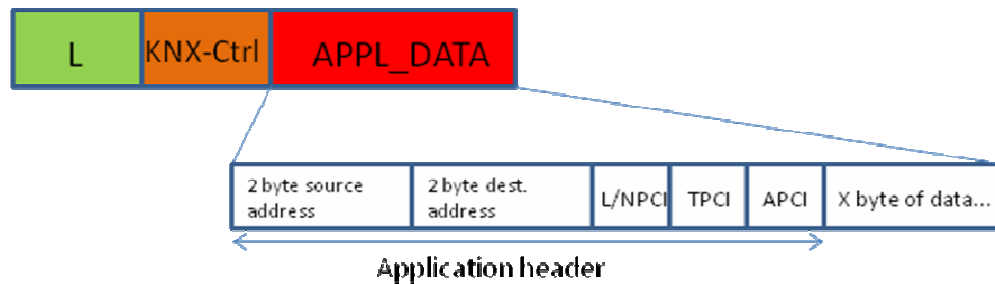 L KNX-Ctrl APPL_DATA
2 byte source address
2 byte dest. address
L/NPCI TPCI APCI X byte of data...
Application header